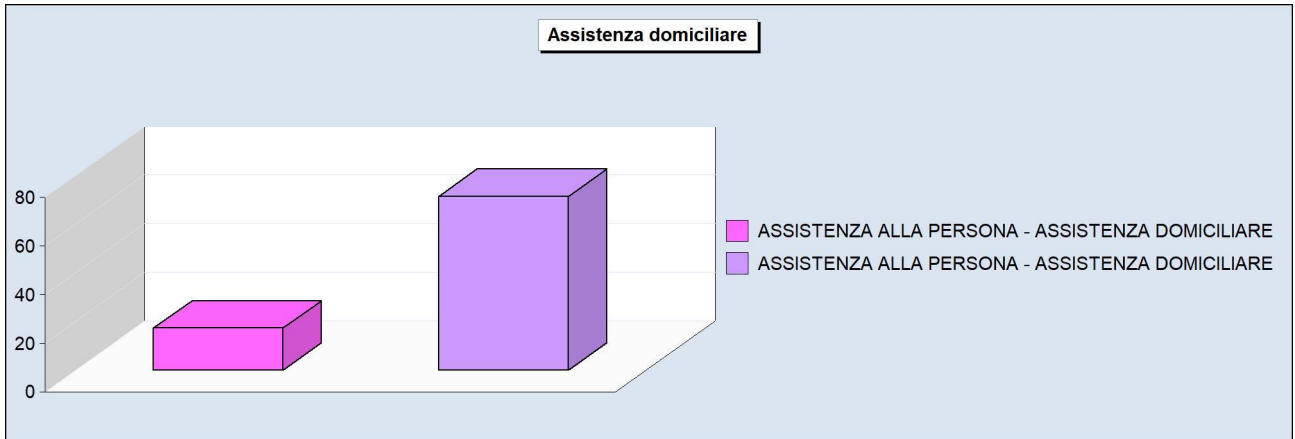 Assistenza domiciliare
80
60
40
20
0
ASSISTENZA ALLA PERSONA - ASSISTENZA DOMICILIARE
ASSISTENZA ALLA PERSONA - ASSISTENZA DOMICILIARE